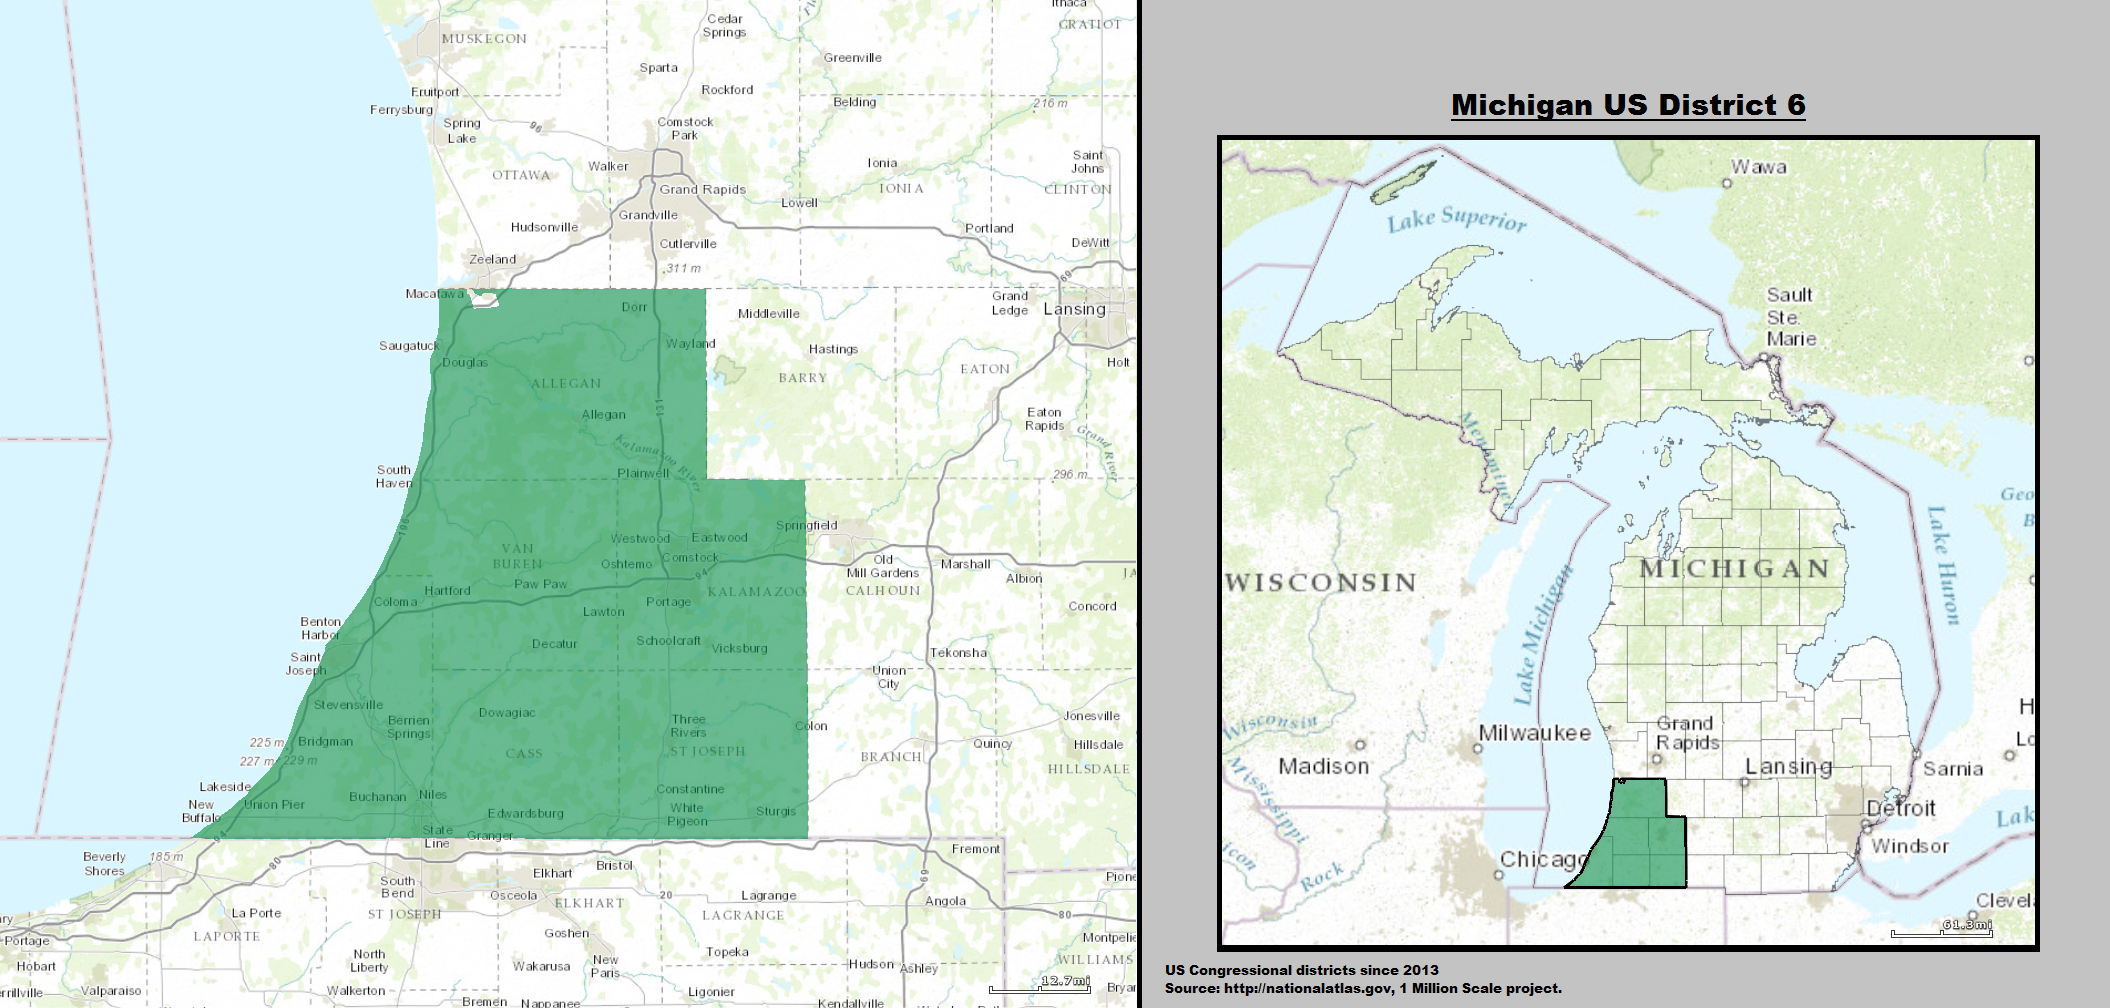 Ithaca
Cedar
Springs
GRATIOT
MUSKEGON
Greenville
Sparta
Rockford
Fruitport
Ferrysburg
Belding
216 m
Spring
Lake
96
Comstock
Park
Walker
Ionia
Saint
Johns
OTTAWA
Grand Rapids
IONIA
CLINTON
Lowell
Grandville
Hudsonville
Portland
Cutlerville
DeWitt
Zeeland
311 m
69
Macatawa
Dorr
Middleville
Grand
Ledge
Lansing
Saugatuck
Wayland
Hastings
Douglas
Holt
ALLEGAN
BARRY
EATON
131
Allegan
Eaton
Rapids
Grand River
Kalamazoo River
South
Haven
Plainwell
296 m
196
Springfield
Westwood
Eastwood
VAN
BUREN
Comstock
Oshtemo
Old
Mill Gardens
Marshall
Albion
JA
94
Hartford
Paw Paw
KALAMAZOO
CALHOUN
Coloma
Lawton
Portage
Concord
Benton
Harbor
Decatur
Schoolcraft
Vicksburg
Tekonsha
Saint
Joseph
Union
City
Stevensville
Berrien
Springs
Dowagiac
Three
Rivers
Colon
Jonesville
225 m
Bridgman
CASS
ST JOSEPH
BRANCH
Quincy
Hillsdale
227 m
229 m
HILLSDALE
Lakeside
Buchanan
Niles
Constantine
New
Buffalo
Union Pier
Edwardsburg
White
Pigeon
Sturgis
State
Line
Granger
94
Beverly
Shores
185 m
80
Fremont
Bristol
Elkhart
69
Pione
South
Bend
Osceola
ELKHART
20
Lagrange
Angola
La Porte
ST JOSEPH
LAGRANGE
80
LAPORTE
Goshen
Montpelie
Portage
North
Liberty
Topeka
WILLIAMS
Hobart
Wakarusa
New
Paris
Hudson
Ashley
12.7mi
Valparaiso
Walkerton
Ligonier
Bryan
Bremen
Nappanee
Kendallville
Michigan US District 6
Wawa
Lake Superior
Sault
Ste.
Marie
Menominee
Geo
B
Lake Huron
WISCONSIN
MICHIGAN
Lake Michigan
H
Lo
Wisconsin
Milwaukee
Grand
Rapids
Madison
Lansing
Sarnia
Mississippi
Detroit
Lak
Windsor
Chicago
icon
Rock
Clevel
61.3mi
US Congressional districts since 2013
Source: http://nationalatlas.gov, 1 Million Scale project.